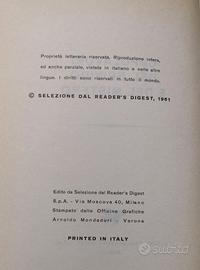 Proprietà letteraria riservata. Riproduzione intera,
ed anche parziale, vietata in italiano e nelle altre
lingue. I diritti sono riservati in tutto il mondo.
© SELEZIONE DAL READER'S DIGEST, 1961
Edito da Selezione dal Reader's Digest
S.p.A. - Via Moscova 40, Milano
Stampato dalle Officine Grafiche
Arnoldo Mondadori - Verona
PRINTED IN ITALY
subito